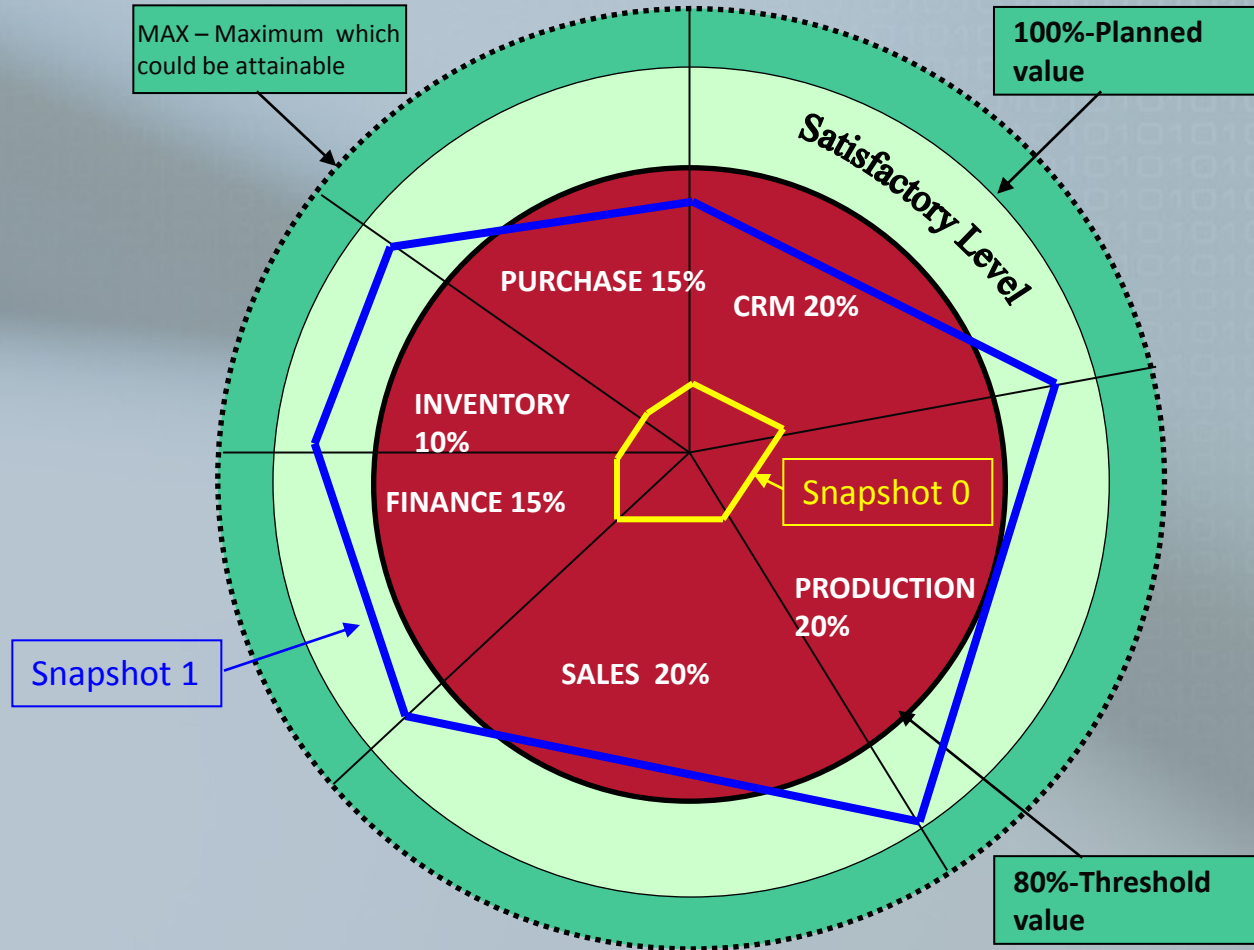 MAX – Maximum which
could be attainable
100%-Planned
value
Satisfactory Level
PURCHASE 15%
CRM 20%
INVENTORY
10%
FINANCE 15%
Snapshot 0
PRODUCTION
20%
SALES 20%
Snapshot 1
80%-Threshold
value